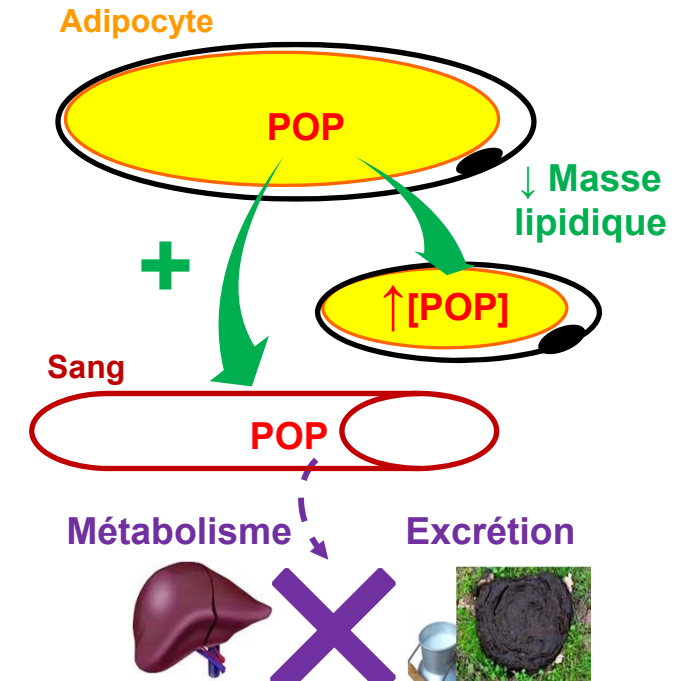 Adipocyte
POP
↓ Masse
lipidique
+
↑[POP]
Sang
POP
Métabolisme
Excrétion